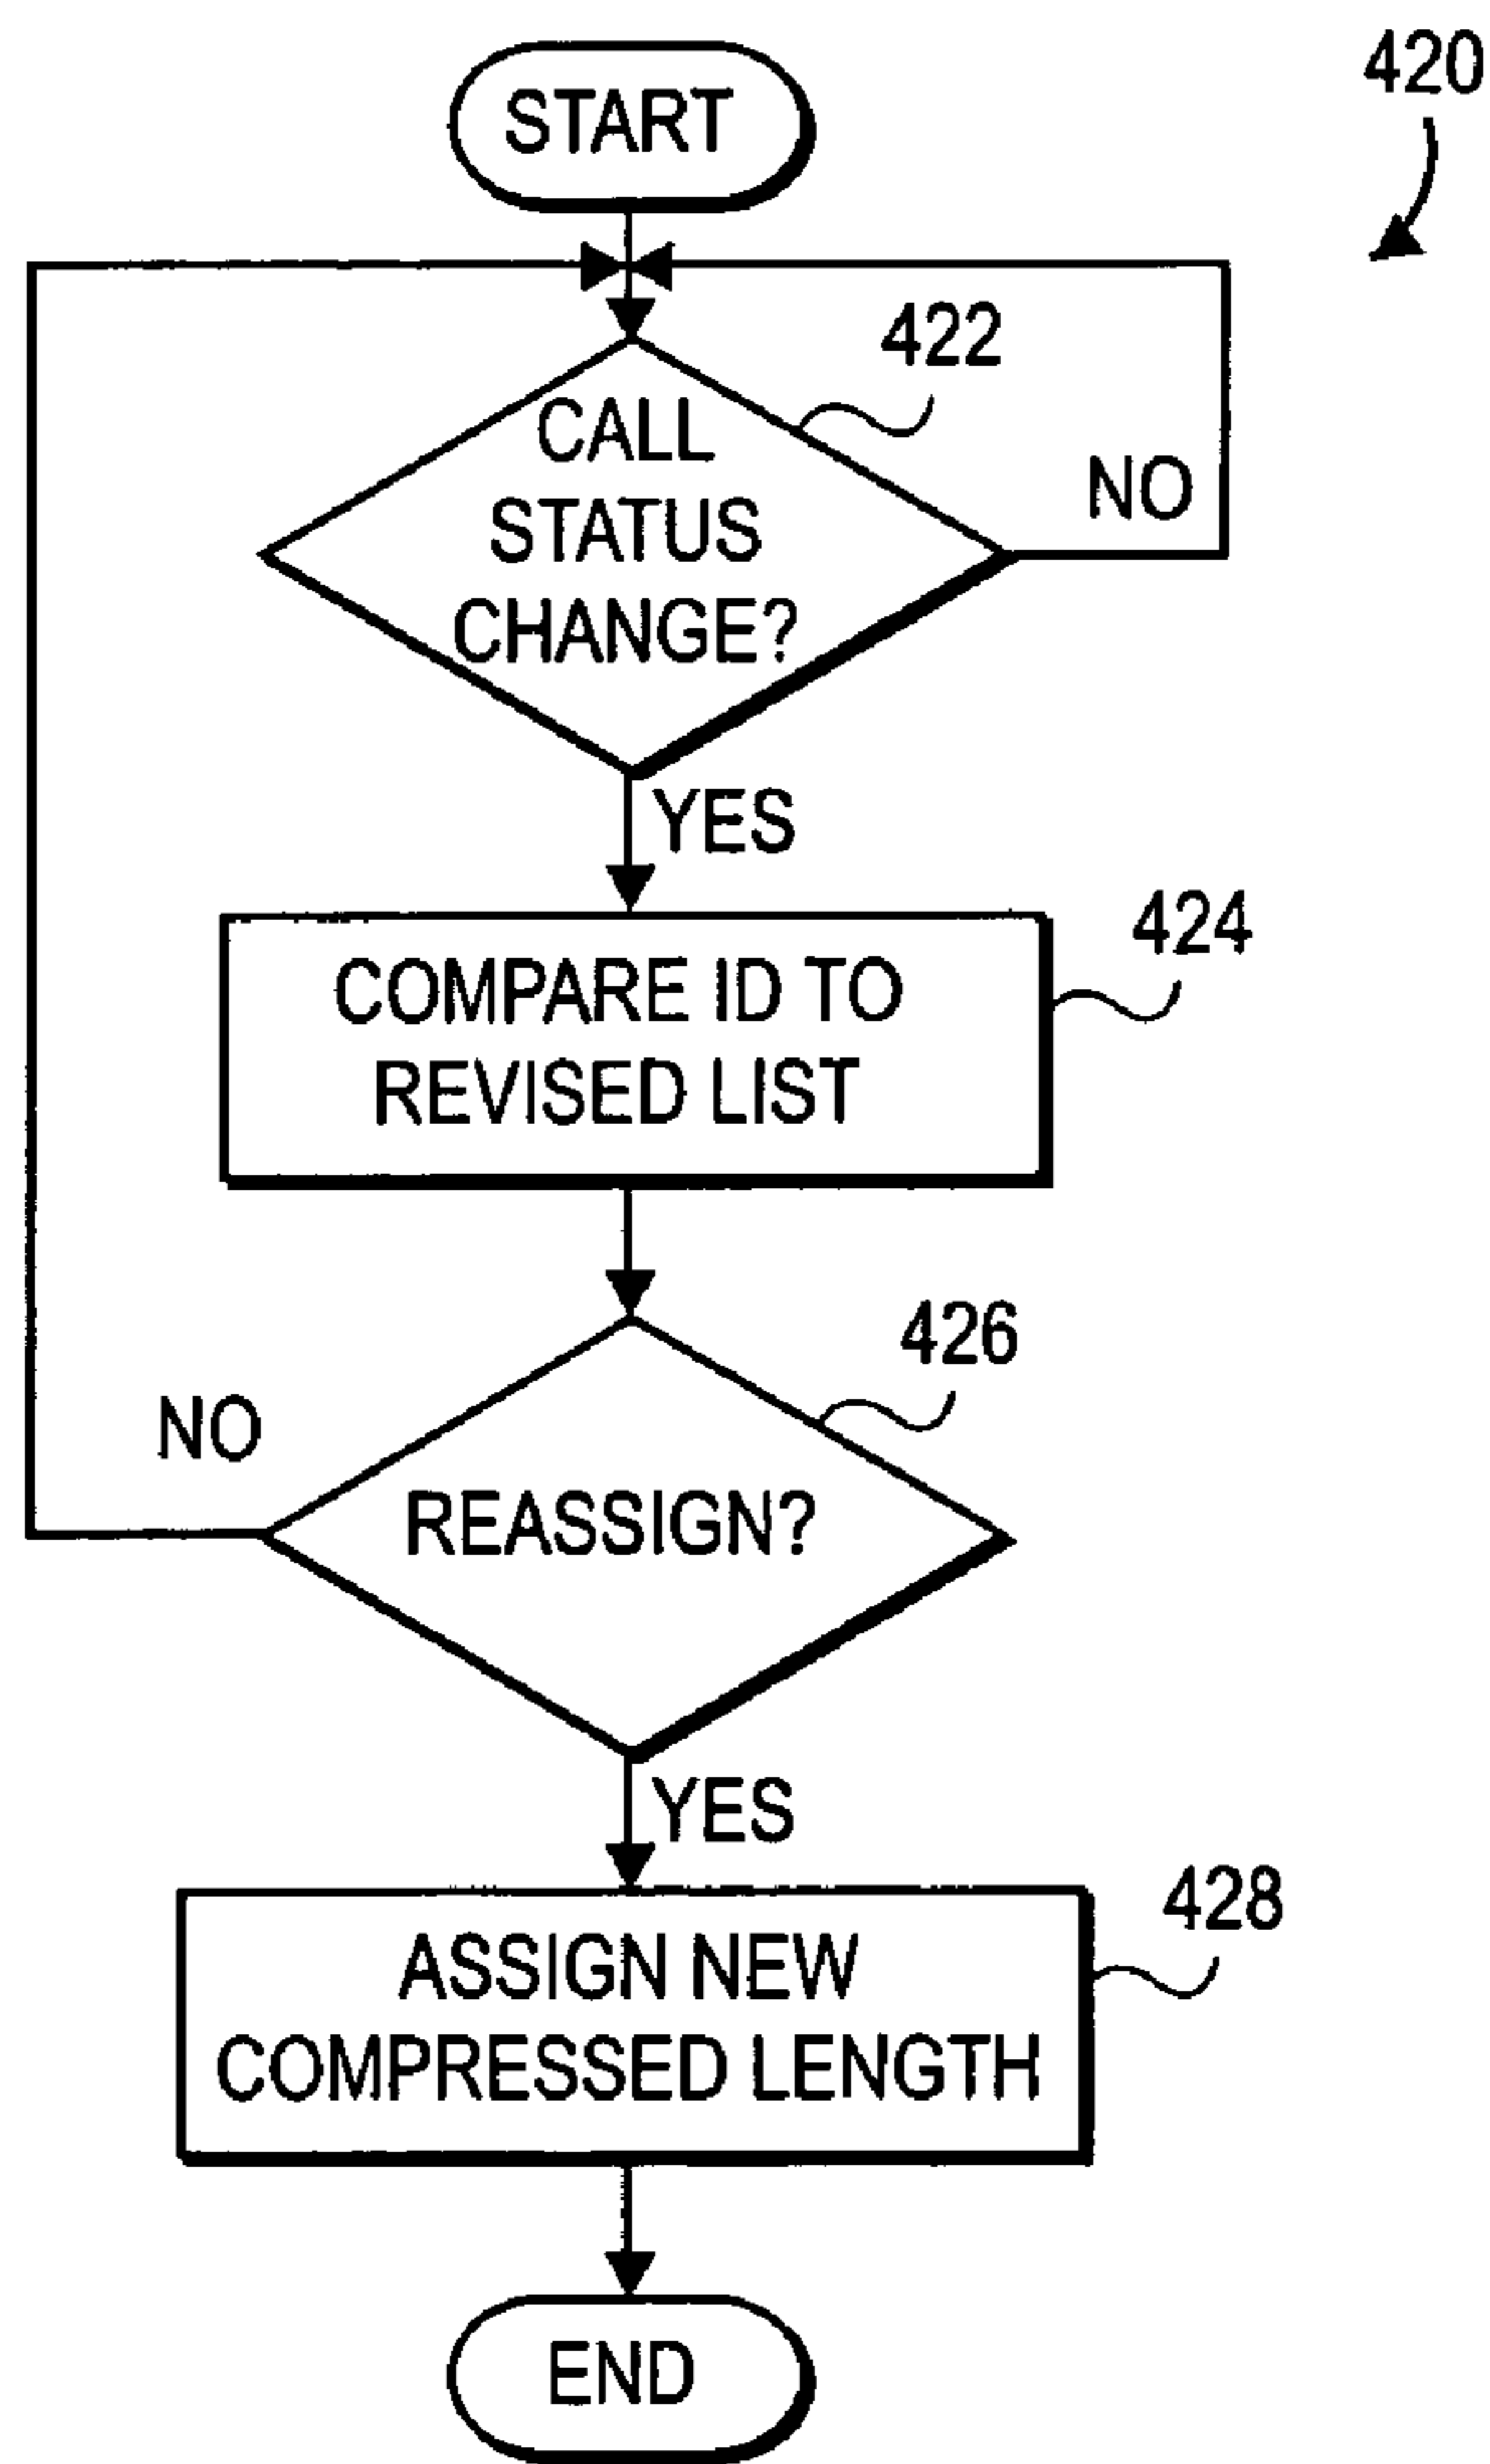 420
START
422
CALL
STATUS
CHANGE?
NO
YES
424
COMPARE ID TO
REVISED LIST
426
NO
REASSIGN?
YES
428
ASSIGN NEW
COMPRESSED LENGTH
END